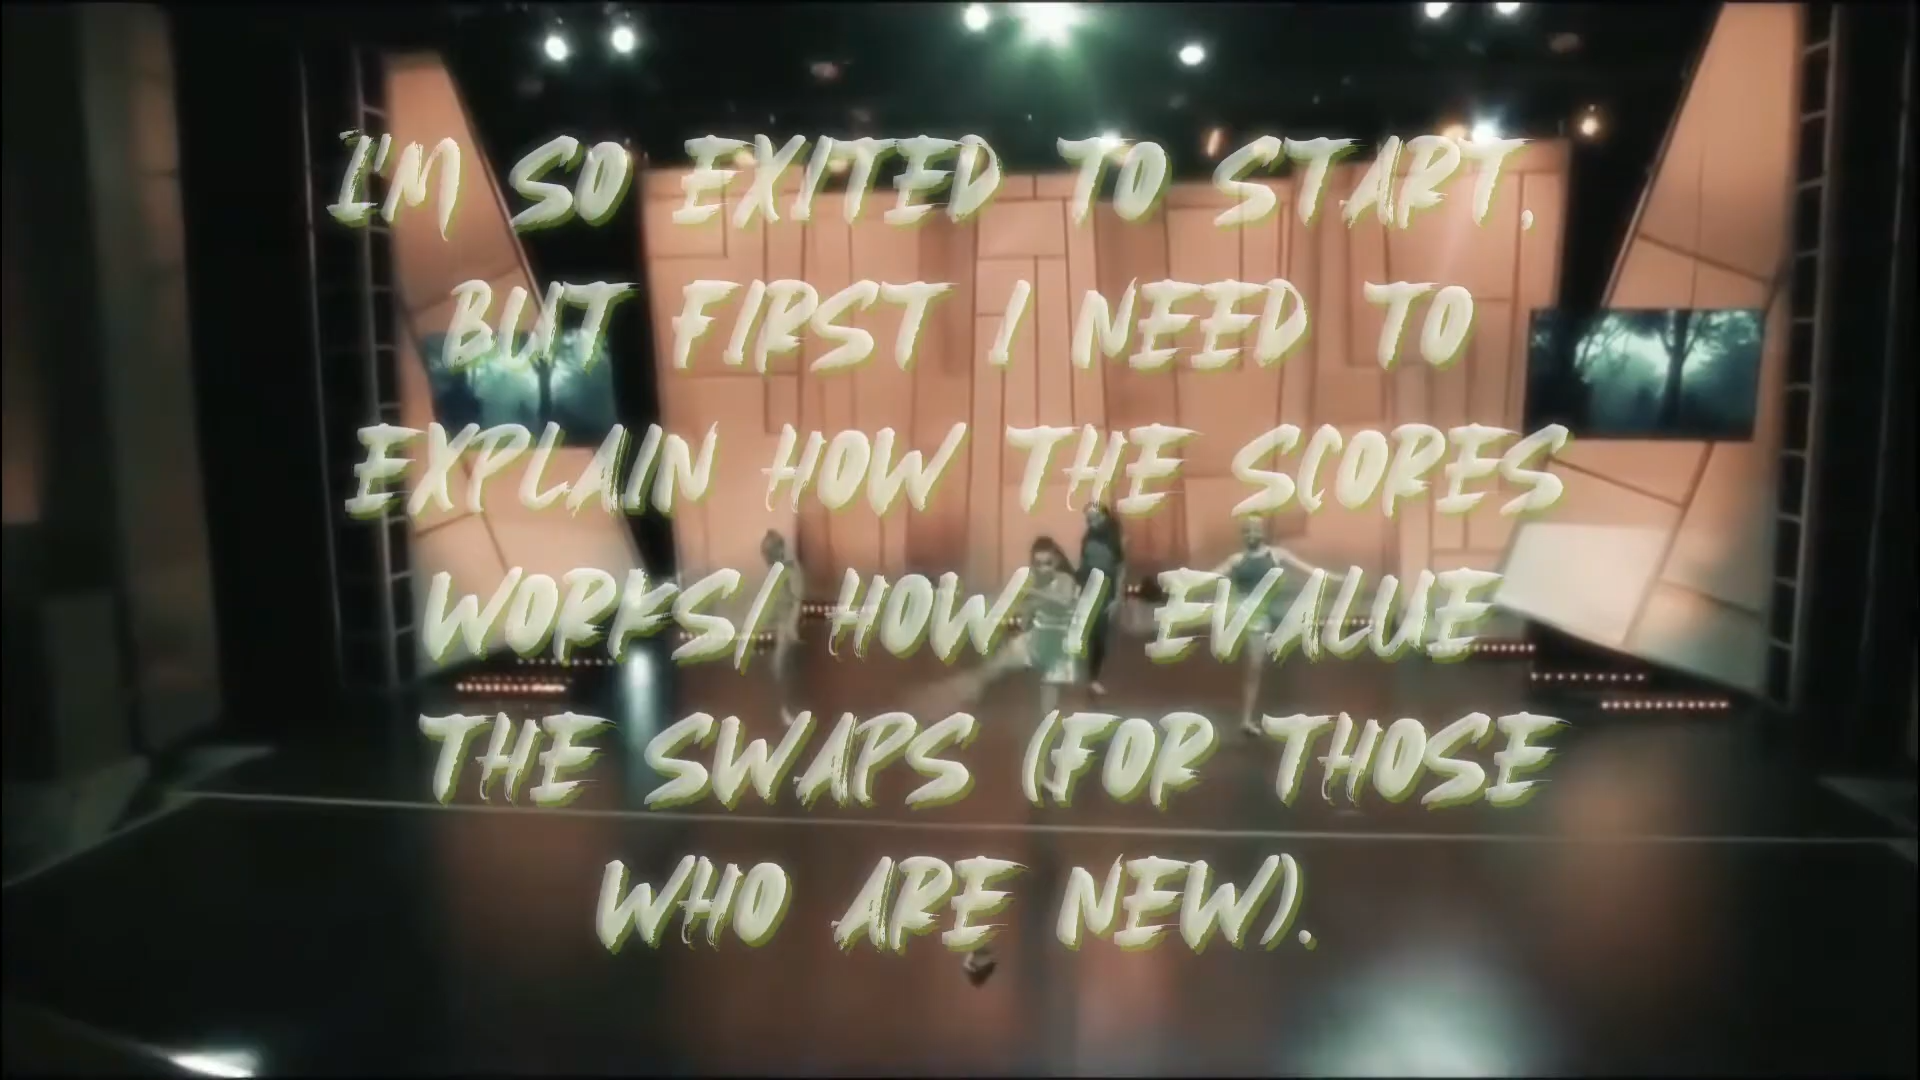 I'M SO EXITED TO START,
BUT FIRST I NEED TO
EXPLAIN HOW THE SCORES
WORKS/ HOW I EVALUE
THE SWAPS (FOR THOSE
WHO ARE NEW).